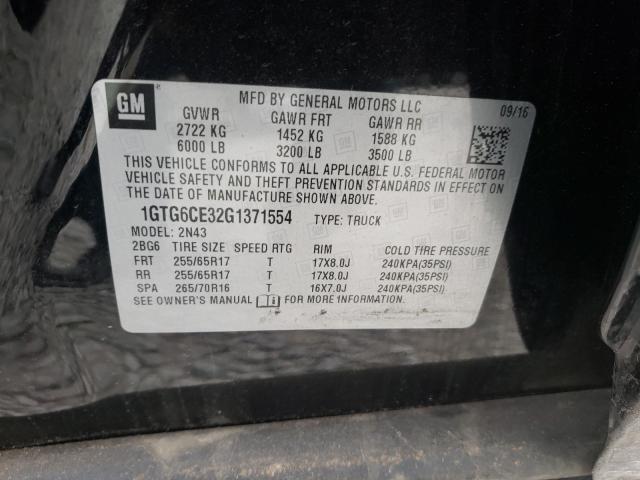 GM
MFD BY GENERAL MOTORS LLC 09/16
GVWR GAWR FRT GAWR RR
2722 KG 1452 KG 1588 KG
6000 LB 3200 LB 3500 LB
THIS VEHICLE CONFORMS TO ALL APPLICABLE U.S. FEDERAL MOTOR
VEHICLE SAFETY AND THEFT PREVENTION STANDARDS IN EFFECT ON
THE DATE OF MANUFACTURE SHOWN ABOVE.
1GTG6CE32G1371554 TYPE: TRUCK
MODEL: 2N43
2BG6 TIRE SIZE SPEED RTG RIM COLD TIRE PRESSURE
FRT 255/65R17 T 17X8.0J 240KPA(35PSI)
RR 255/65R17 T 17X8.0J 240KPA(35PSI)
SPA 265/70R16 T 16X7.0J 240KPA(35PSI)
SEE OWNER'S MANUAL FOR MORE INFORMATION.